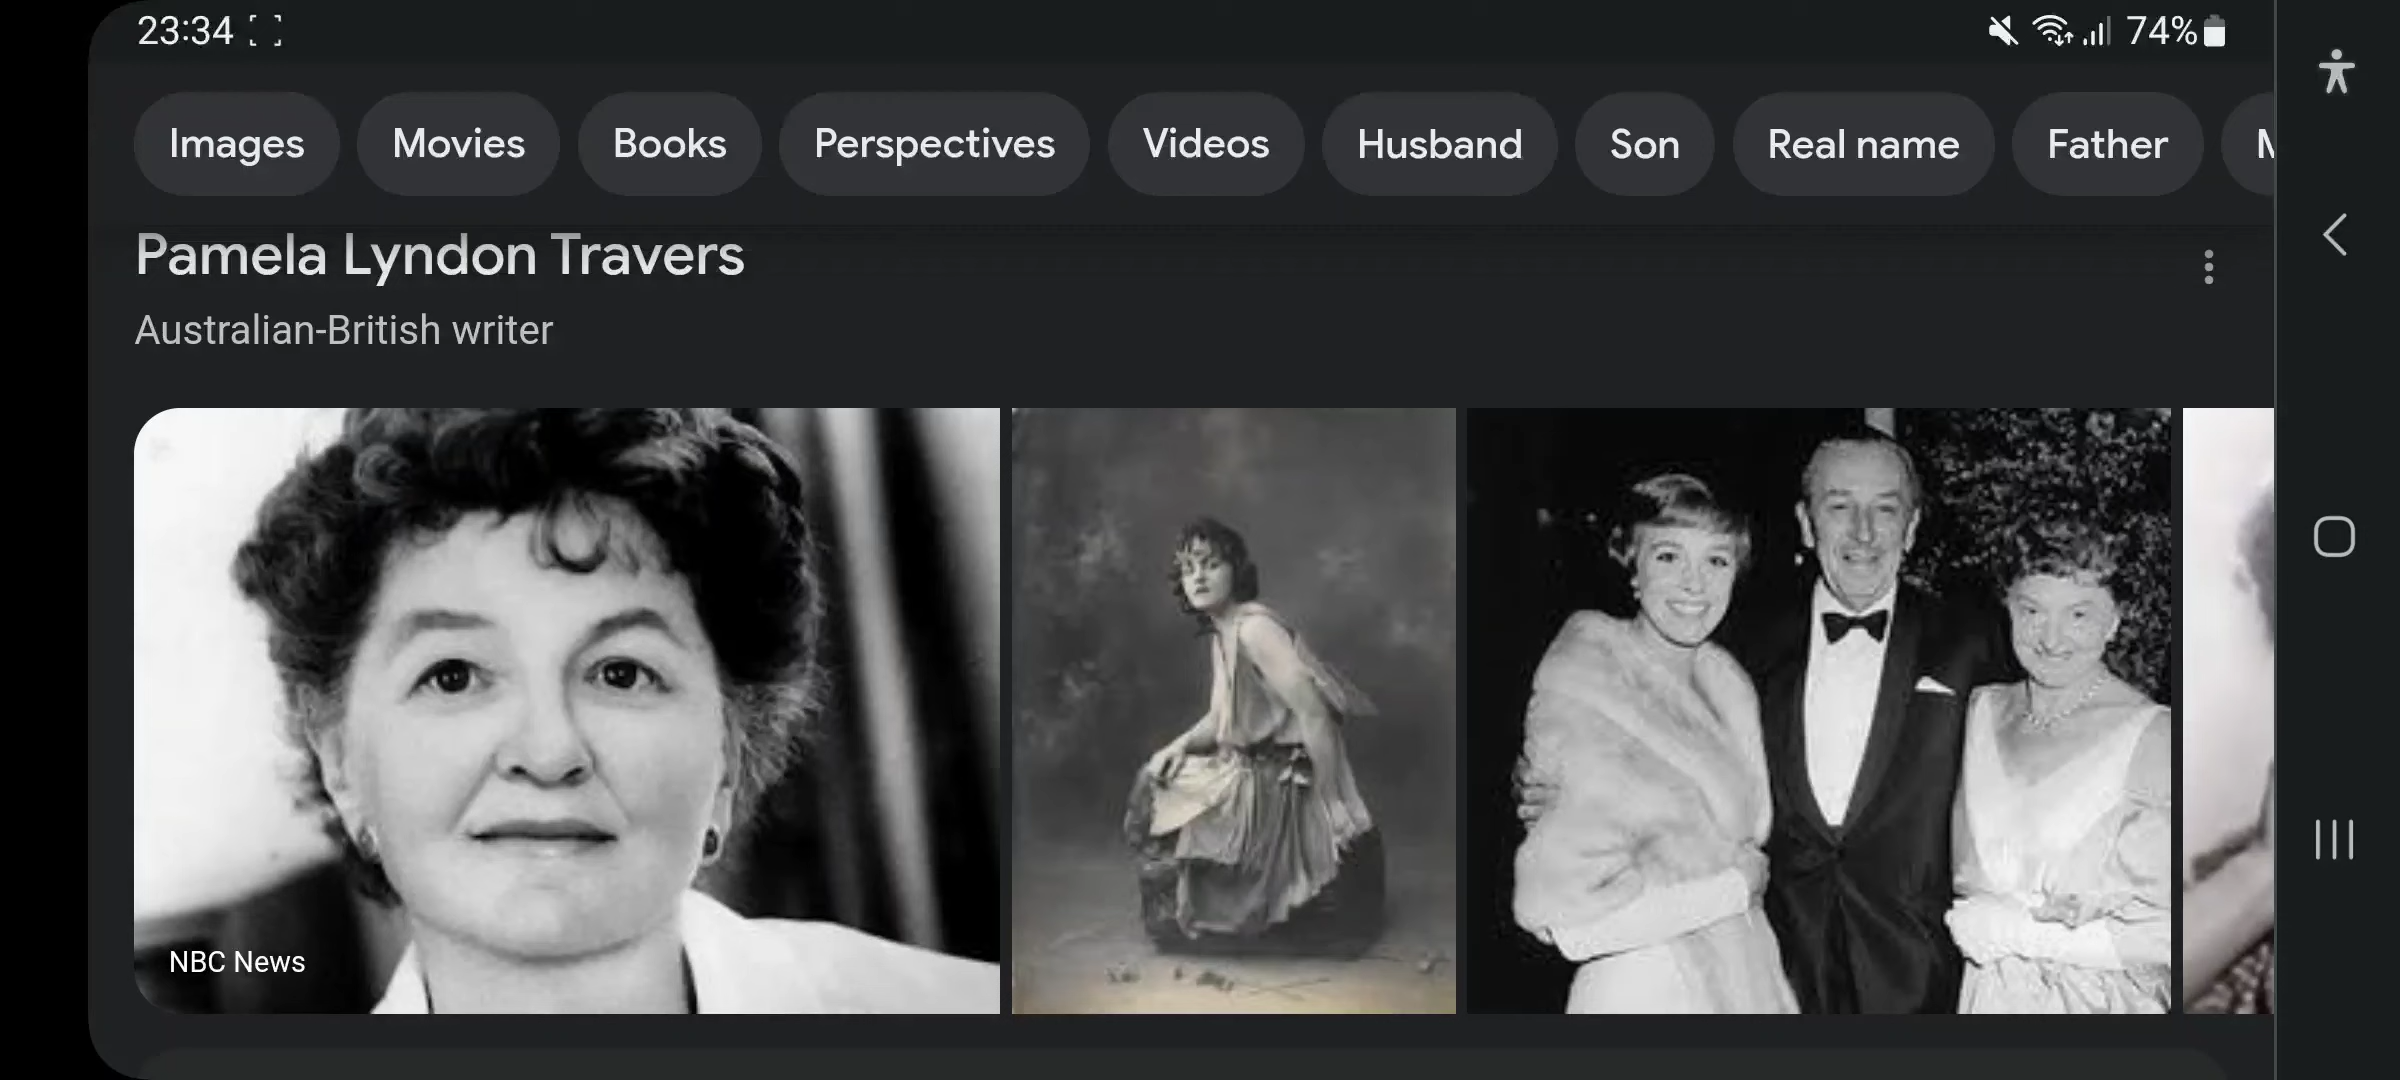 23:34 74%
Images Movies Books Perspectives Videos Husband Son Real name Father
Pamela Lyndon Travers
Australian-British writer
NBC News